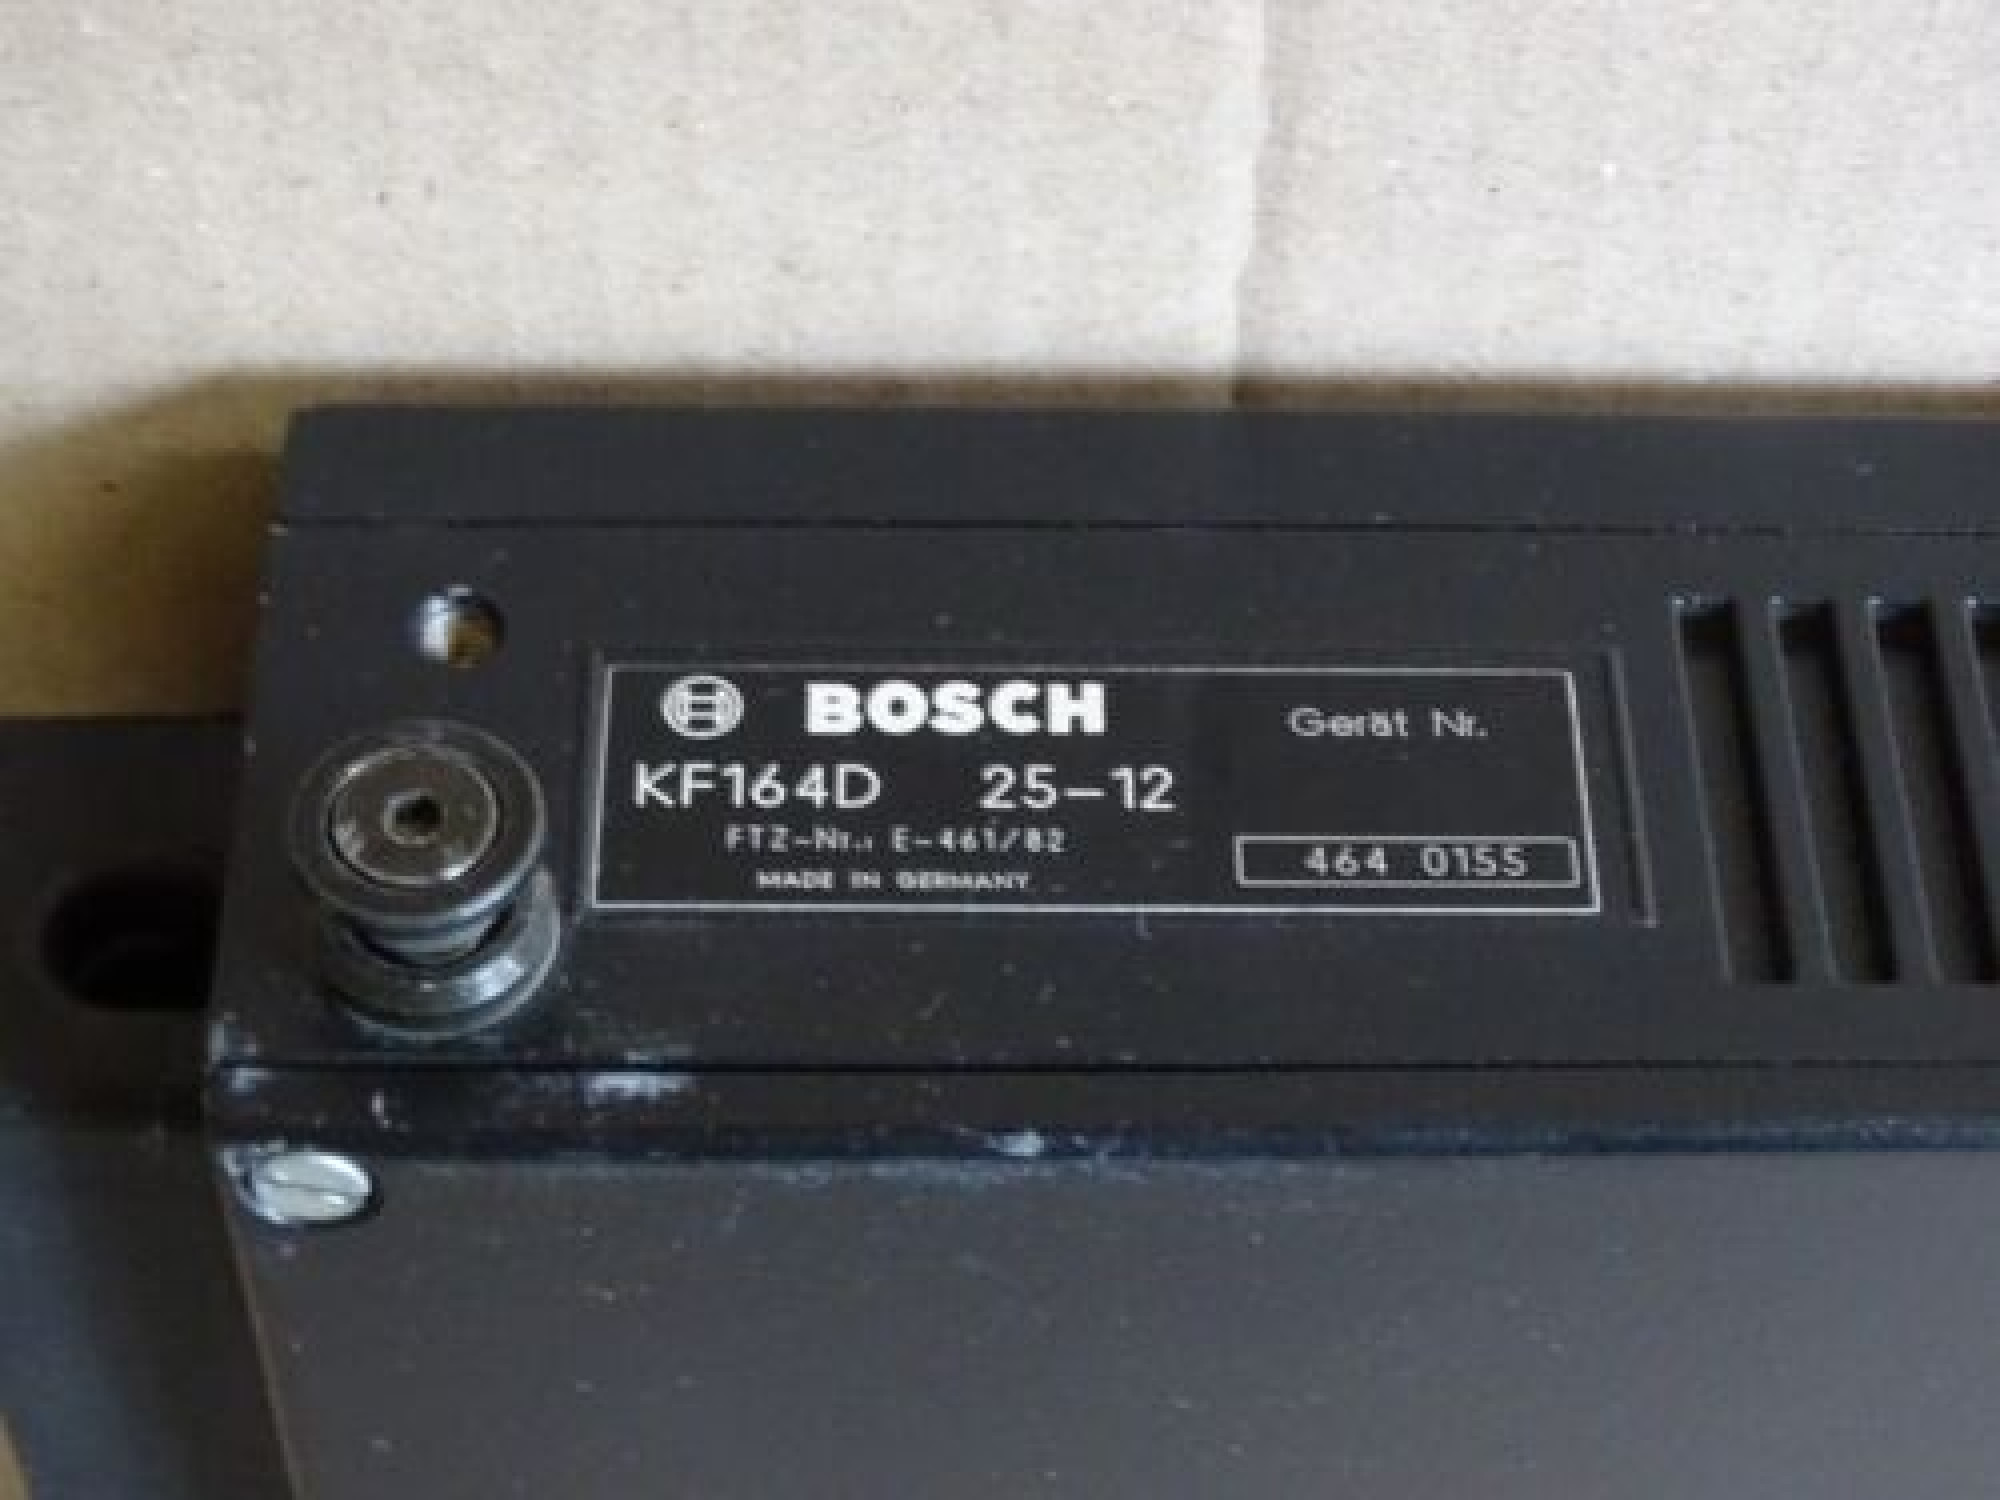 BOSCH
Gerät Nr.
KF164D 25-12
FTZ-Nr.: E-461/82
464 0155
MADE IN GERMANY